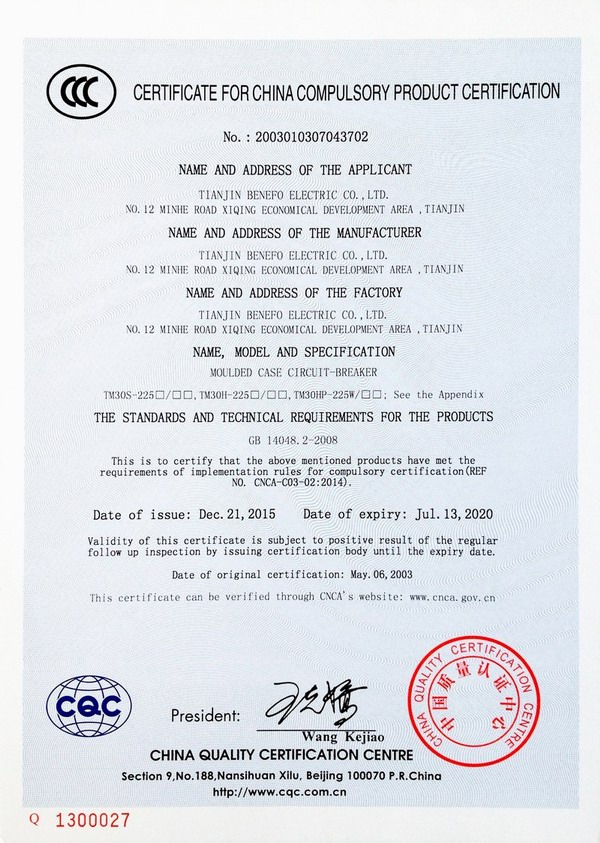 CCC
CERTIFICATE FOR CHINA COMPULSORY PRODUCT CERTIFICATION
No. : 2003010307043702
NAME AND ADDRESS OF THE APPLICANT
TIANJIN BENEFO ELECTRIC CO.,LTD.
NO.12 MINHE ROAD XIQING ECONOMICAL DEVELOPMENT AREA ,TIANJIN
NAME AND ADDRESS OF THE MANUFACTURER
TIANJIN BENEFO ELECTRIC CO.,LTD.
NO.12 MINHE ROAD XIQING ECONOMICAL DEVELOPMENT AREA ,TIANJIN
NAME AND ADDRESS OF THE FACTORY
TIANJIN BENEFO ELECTRIC CO.,LTD.
NO.12 MINHE ROAD XIQING ECONOMICAL DEVELOPMENT AREA ,TIANJIN
NAME, MODEL AND SPECIFICATION
MOULDED CASE CIRCUIT-BREAKER
TM30S-225□/□□, TM30H-225□/□□, TM30HP-225W/□□; See the Appendix
THE STANDARDS AND TECHNICAL REQUIREMENTS FOR THE PRODUCTS
GB 14048.2-2008
This is to certify that the above mentioned products have met the
requirements of implementation rules for compulsory certification(REF
NO. CNCA-C03-02:2014).
Date of issue: Dec. 21, 2015 Date of expiry: Jul. 13, 2020
Validity of this certificate is subject to positive result of the regular
follow up inspection by issuing certification body until the expiry date.
Date of original certification: May. 06, 2003
This certificate can be verified through CNCA's website: www.cnca.gov.cn
CHINA QUALITY CERTIFICATION CENTRE
中国质量认证中心
CQC
President:
Wang Kejiao
CHINA QUALITY CERTIFICATION CENTRE
Section 9,No.188,Nansihuan Xilu, Beijing 100070 P.R.China
http://www.cqc.com.cn
Q 1300027